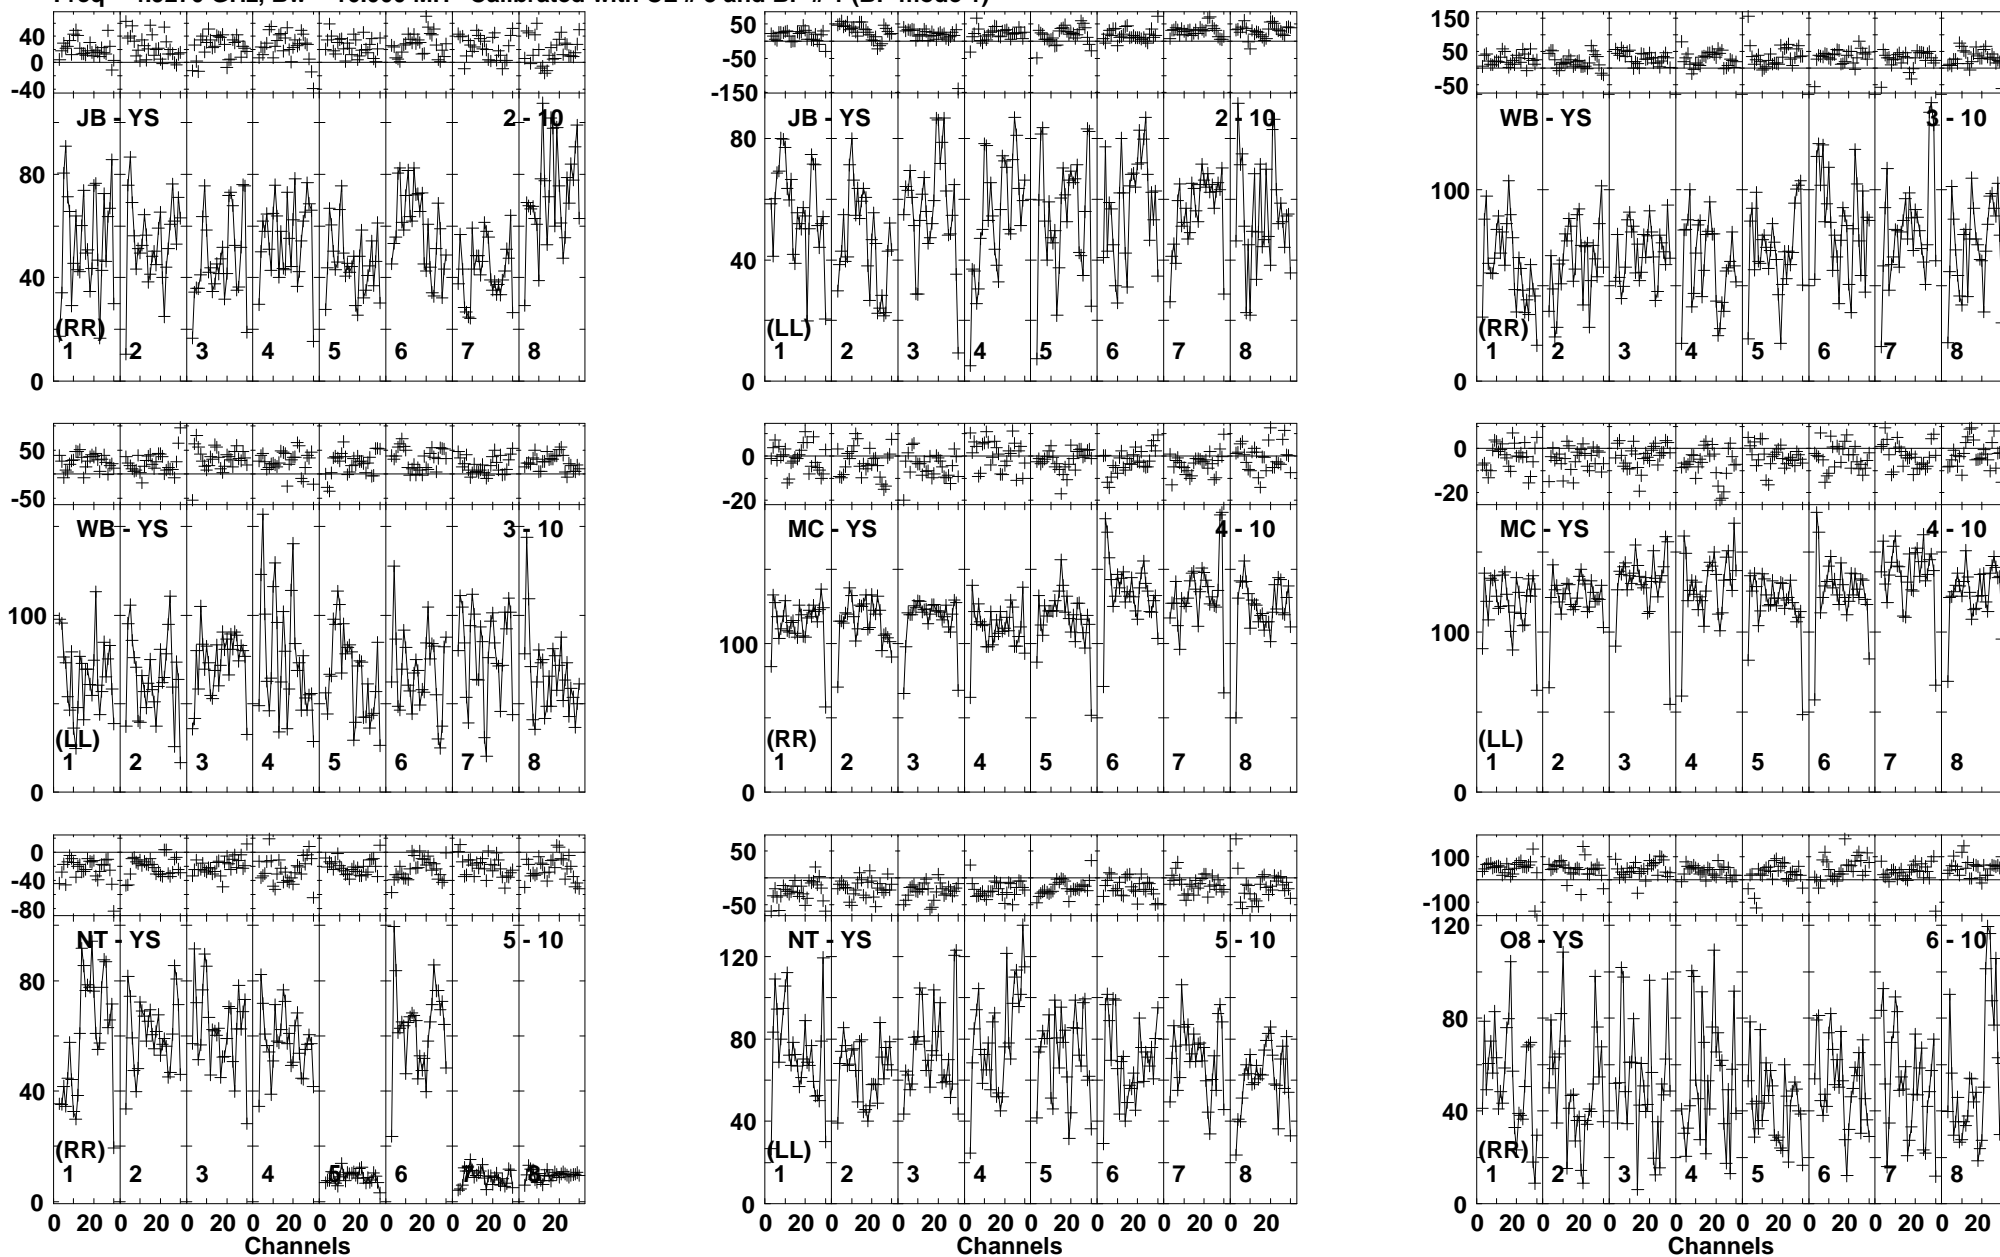 40 0 -40
50 0 -50 -150
150 50 -50
JB - YS 2 - 10
JB - YS 2 - 10
WB - YS 3 - 10
80 40 0
80 40 0
100 0
(RR)
1 2 3 4 5 6 7 8
(LL)
1 2 3 4 5 6 7 8
(RR)
1 2 3 4 5 6 7 8
50 -50
0 -20
0 -20
WB - YS 3 - 10
MC - YS 4 - 10
MC - YS 4 - 10
100 0
100 0
100 0
(LL)
1 2 3 4 5 6 7 8
(RR)
1 2 3 4 5 6 7 8
(LL)
1 2 3 4 5 6 7 8
0 -40 -80
50 -50
100 -100
NT - YS 5 - 10
NT - YS 5 - 10
O8 - YS 6 - 10
80 40 0
120 80 40 0
120 80 40 0
(RR)
1 2 3 4 5 6 7 8
(LL)
1 2 3 4 5 6 7 8
(RR)
1 2 3 4 5 6 7 8
0 20 0 20 0 20 0 20 0 20 0 20 0 20 0 20
0 20 0 20 0 20 0 20 0 20 0 20 0 20 0 20
0 20 0 20 0 20 0 20 0 20 0 20 0 20 0 20
Channels
Channels